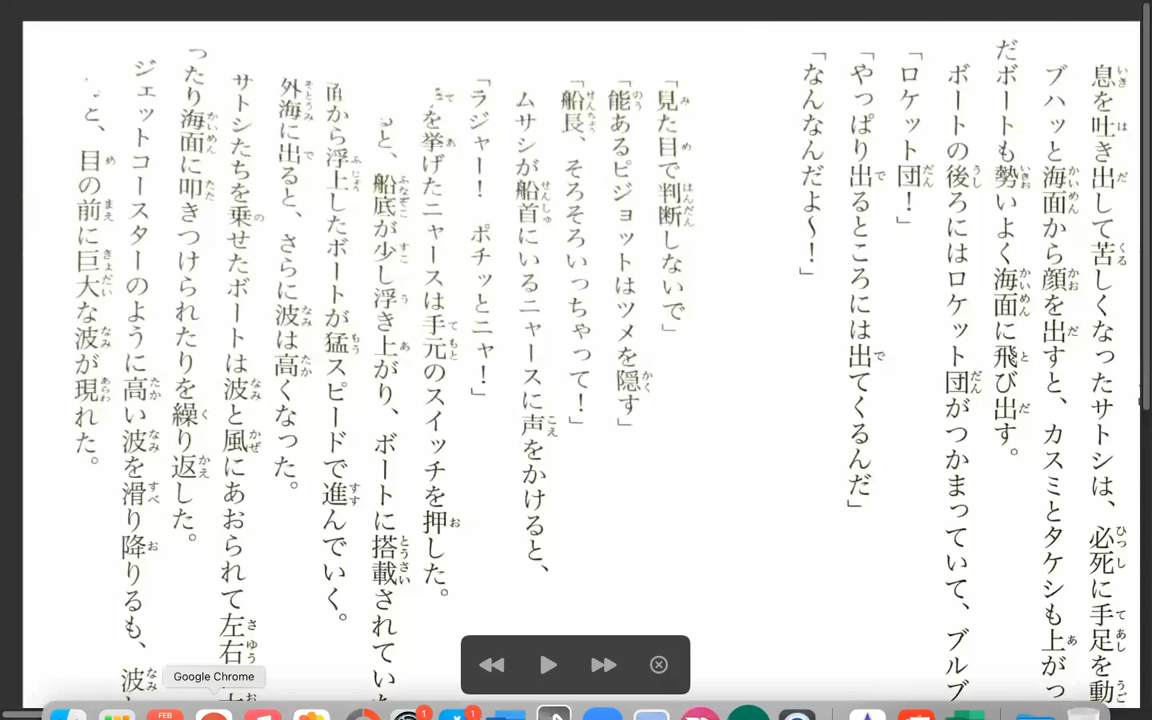 息を吐き出して苦しくなったサトシは、必死に手足を動
ブハッと海面から顔を出すと、カスミとタケシも上がっ
だボートも勢いよく海面に飛び出す。
ボートの後ろにはロケット団がつかまっていて、ブルブ
「ロケット団！」
「やっぱり出るところには出てくるんだ」
「なんなんだよ～！」
「見た目で判断しないで」
「能あるピジョットはツメを隠す」
「船長、そろそろいっちゃって！」
ムサシが船首にいるニャースに声をかけると、
「ラジャー！　ポチッとニャ！」
を挙げたニャースは手元のスイッチを押した。
と、船底が少し浮き上がり、ボートに搭載されてい
から浮上したボートが猛スピードで進んでいく。
外海に出ると、さらに波は高くなった。
サトシたちを乗せたボートは波と風にあおられて左右
ったり海面に叩きつけられたりを繰り返した。
ジェットコースターのように高い波を滑り降りるも、波
と、目の前に巨大な波が現れた。
Google Chrome
FEB
1
1